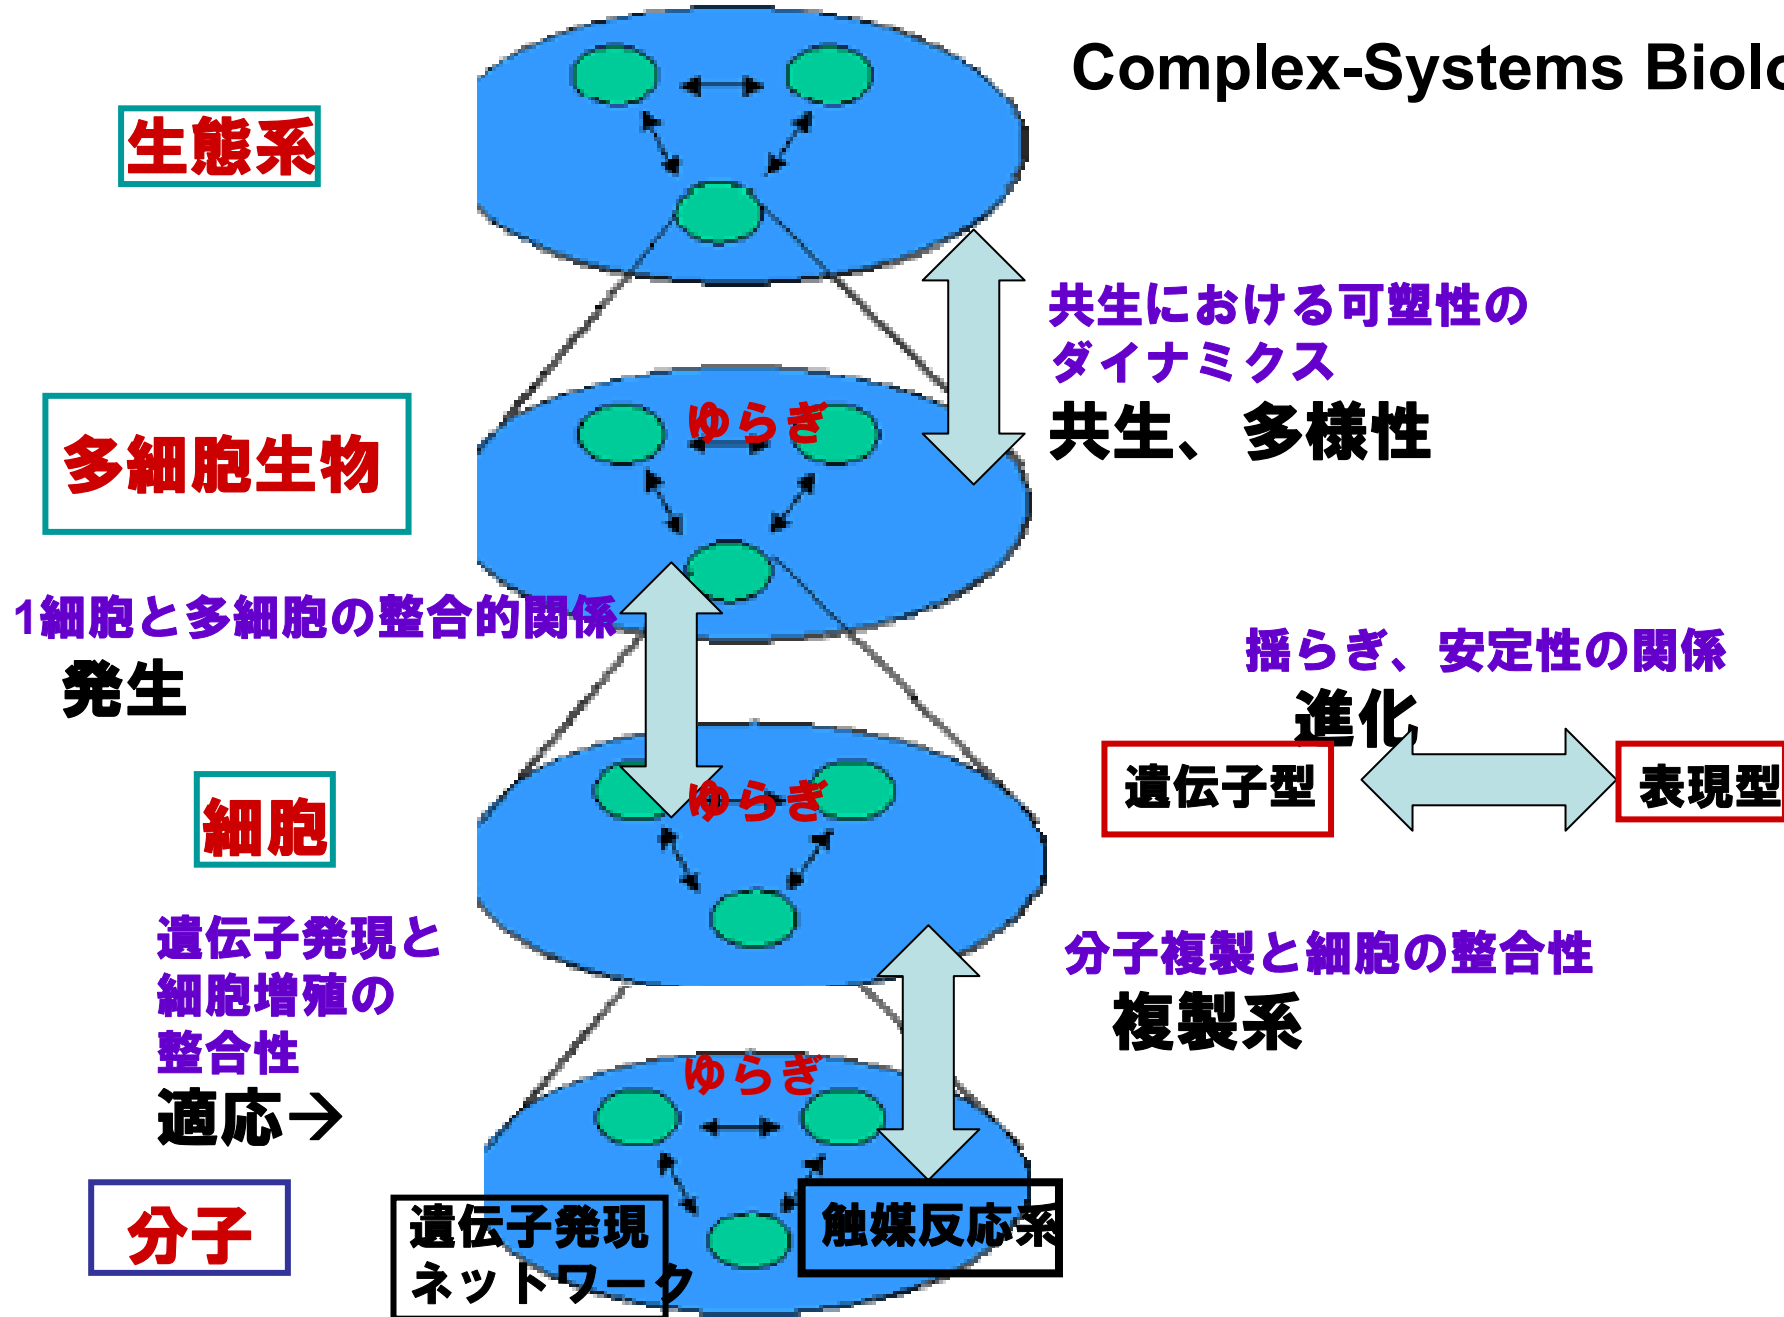 Complex-Systems Biolo
生態系
共生における可塑性の
ダイナミクス
共生、多様性
ゆらぎ
多細胞生物
1細胞と多細胞の整合的関係
発生
揺らぎ、安定性の関係
進化
遺伝子型
表現型
ゆらぎ
細胞
遺伝子発現と
細胞増殖の
整合性
適応→
分子複製と細胞の整合性
複製系
ゆらぎ
分子
遺伝子発現
ネットワーク
触媒反応系